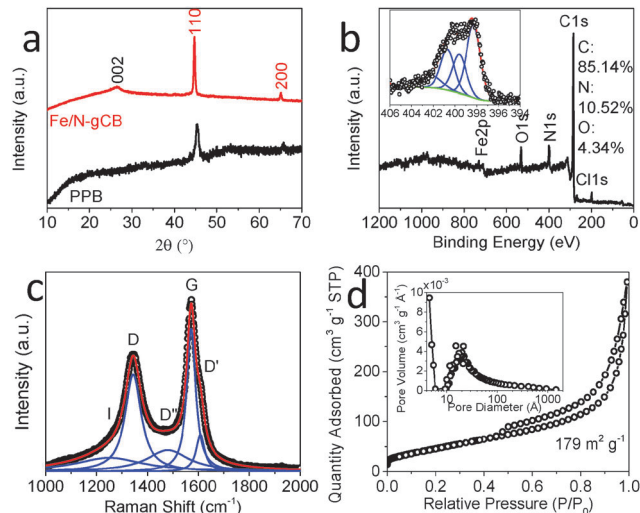 a
110
002
200
Fe/N-gCB
PPB
Intensity (a.u.)
10 20 30 40 50 60 70
2θ (°)
b
C1s
C:
85.14%
N:
10.52%
O:
4.34%
406 404 402 400 398 396 394
Fe2p
O1s
N1s
Cl1s
Intensity (a.u.)
1200 1000 800 600 400 200 0
Binding Energy (eV)
c
G
D
D'
D"
I
Intensity (a.u.)
1000 1200 1400 1600 1800 2000
Raman Shift (cm-1)
d
400
350
300
250
200
150
100
50
0
Quantity Adsorbed (cm3 g-1 STP)
10 ×10-3
8
6
4
2
0
Pore Volume (cm3 g-1 A-1)
10 100 1000
Pore Diameter (Å)
179 m2 g-1
0.0 0.2 0.4 0.6 0.8 1.0
Relative Pressure (P/P0)